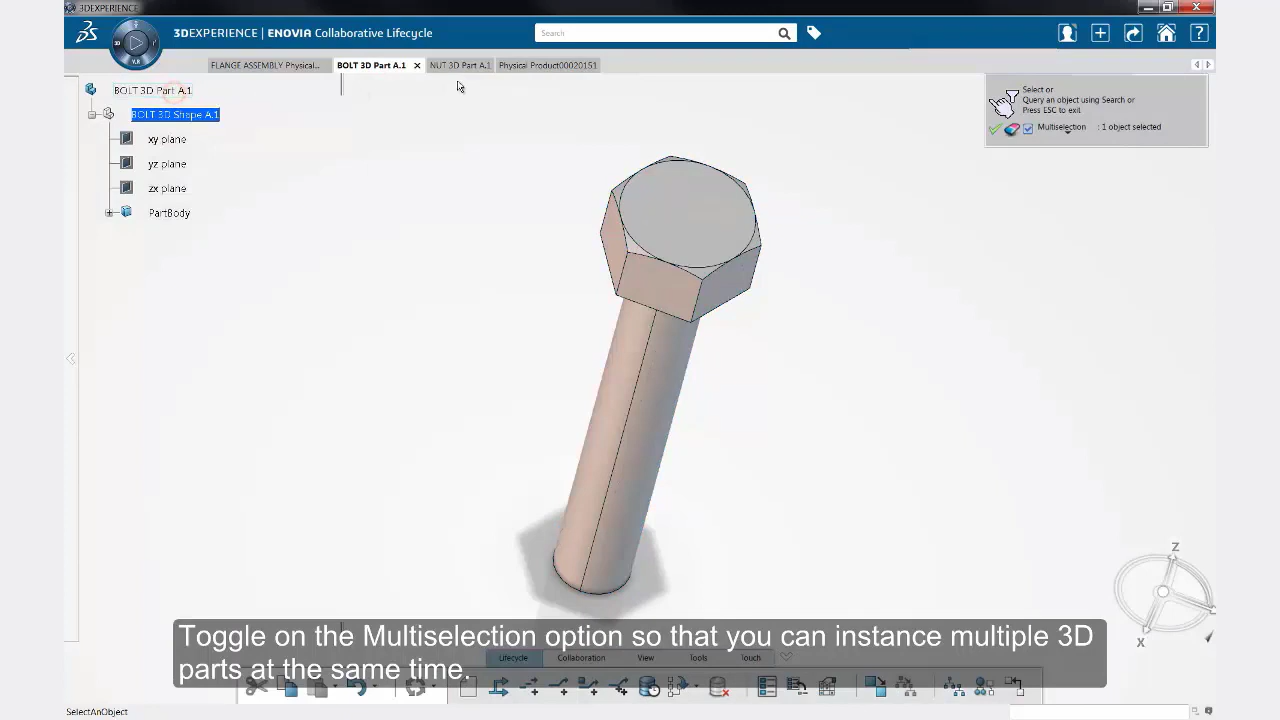 3DEXPERIENCE
3DEXPERIENCE | ENOVIA Collaborative Lifecycle
Search
FLANGE ASSEMBLY Physical...
BOLT 3D Part A.1
NUT 3D Part A.1
Physical Product00020151
BOLT 3D Part A.1
BOLT 3D Shape A.1
xy plane
yz plane
zx plane
PartBody
Select or
Query an object using Search or
Press ESC to exit
Multiselection : 1 object selected
3D
V.R
Z
X
Toggle on the Multiselection option so that you can instance multiple 3D
parts at the same time.
Lifecycle
Collaboration
View
Tools
Touch
SelectAnObject